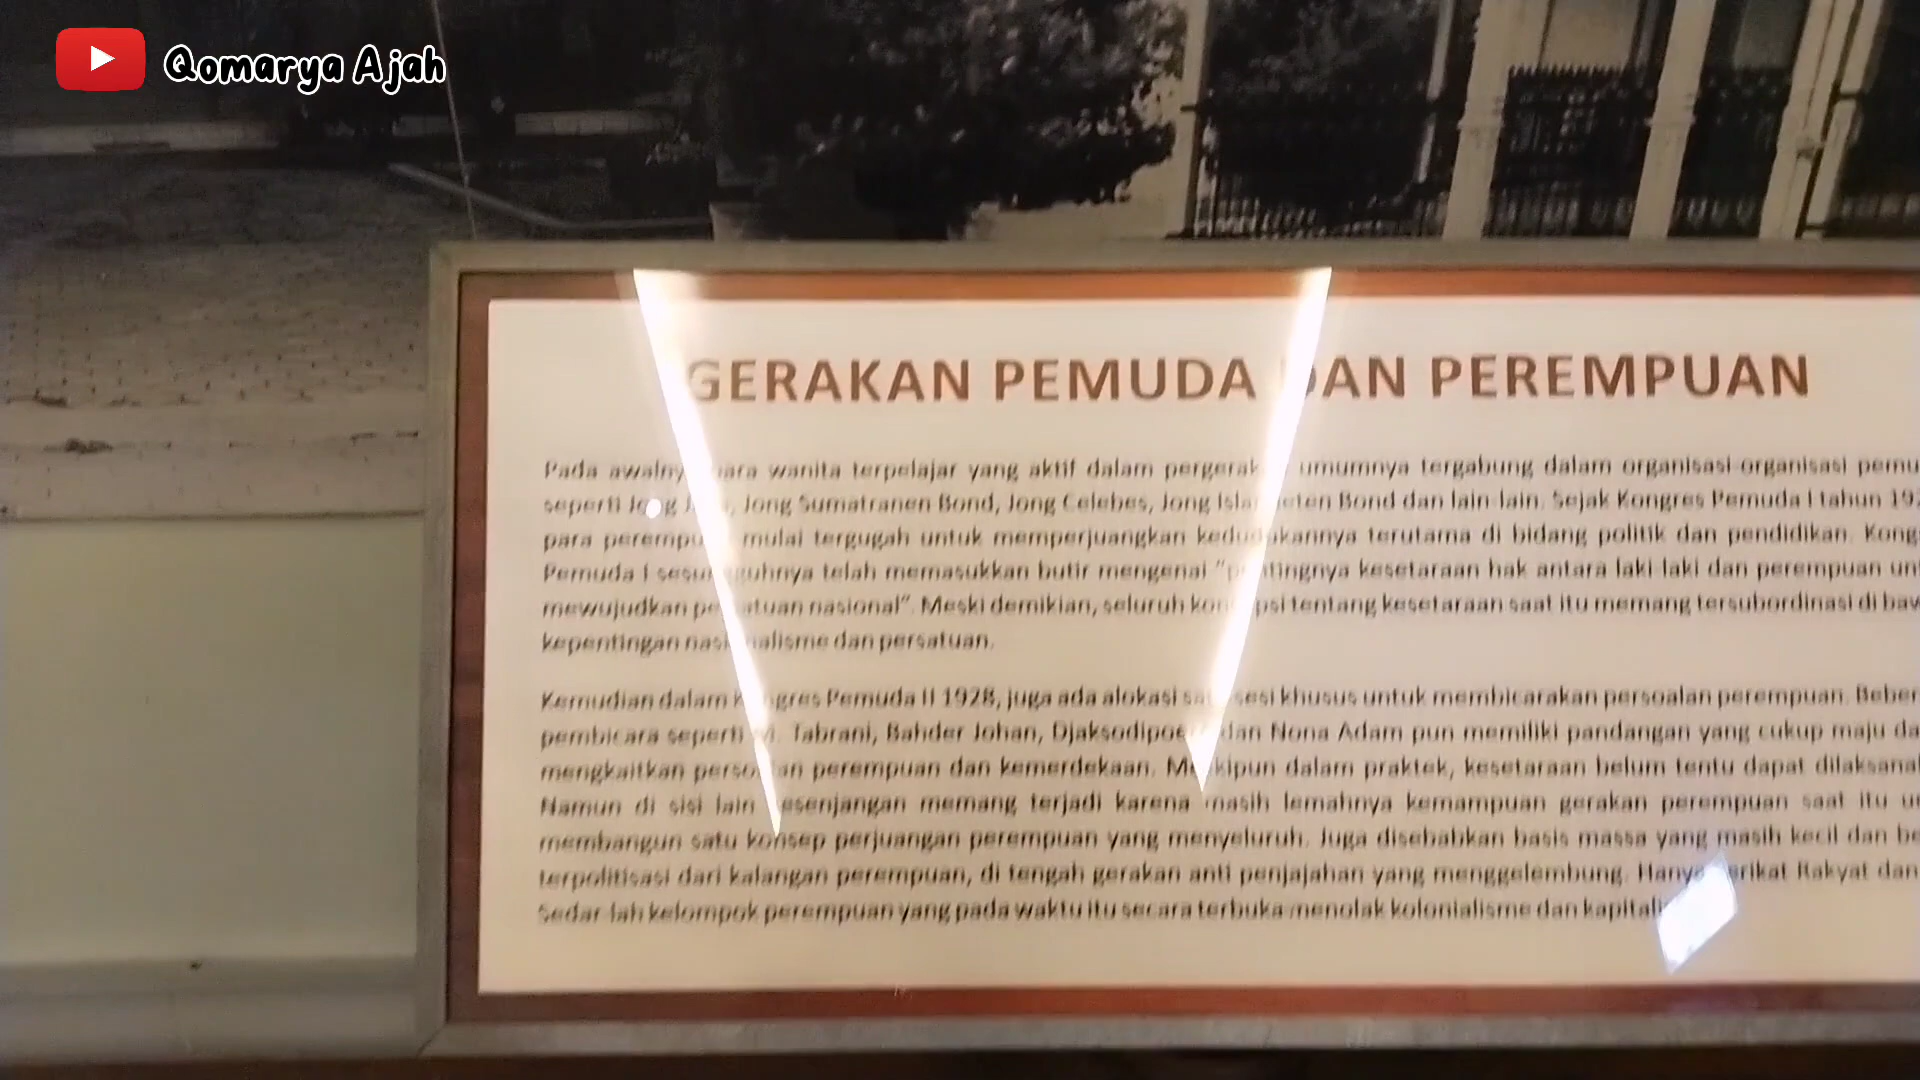 Qomarya Ajah
GERAKAN PEMUDA DAN PEREMPUAN
Pada awalnya para wanita terpelajar yang aktif dalam pergerakan umumnya tergabung dalam organisasi-organisasi
seperti Jong Java, Jong Sumatranen Bond, Jong Celebes, Jong Islamieten Bond dan lain-lain. Sejak Kongres Pemuda I tahun
para perempuan mulai tergugah untuk memperjuangkan kedudukannya terutama di bidang politik dan pendidikan.
Pemuda I sesungguhnya telah memasukkan butir mengenai "pentingnya kesetaraan hak antara laki-laki dan perempuan
mewujudkan persatuan nasional". Meski demikian, seluruh konsepsi tentang kesetaraan saat itu memang tersubordinasi di
kepentingan nasionalisme dan persatuan.
Kemudian dalam Kongres Pemuda II 1928, juga ada alokasi satu sesi khusus untuk membicarakan persoalan perempuan.
pembicara seperti M. Tabrani, Bahder Johan, Djaksodipoero dan Nona Adam pun memiliki pandangan yang cukup maju
mengkaitkan persoalan perempuan dan kemerdekaan. Meskipun dalam praktek, kesetaraan belum tentu dapat
Namun di sisi lain kesenjangan memang terjadi karena masih lemahnya kemampuan gerakan perempuan saat itu
membangun satu konsep perjuangan perempuan yang menyeluruh. Juga disebabkan basis massa yang masih kecil dan
terpolitisasi dari kalangan perempuan, di tengah gerakan anti penjajahan yang menggelembung. Hanya Serikat Rakyat dan
Sedar-lah kelompok perempuan yang pada waktu itu secara terbuka menolak kolonialisme dan